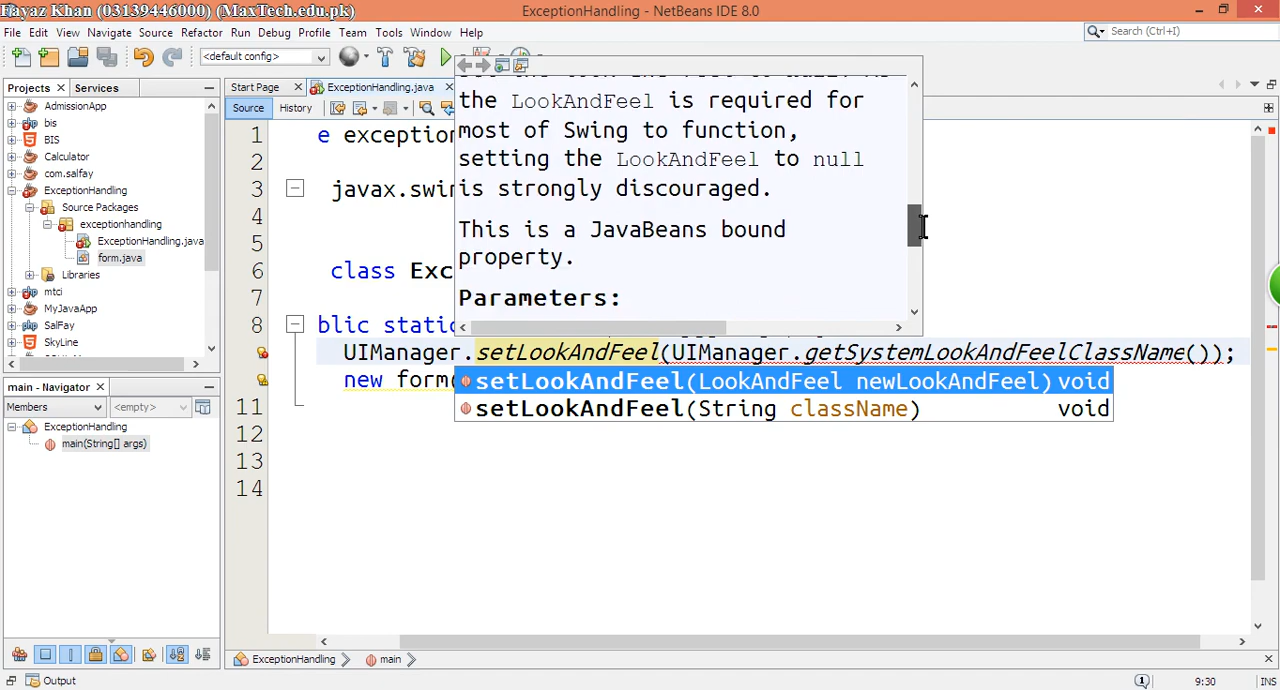 Fayaz Khan (03139446000) (MaxTech.edu.pk)
ExceptionHandling - NetBeans IDE 8.0
File Edit View Navigate Source Refactor Run Debug Profile Team Tools Window Help
Search (Ctrl+I)
<default config>
Projects
Services
Start Page
ExceptionHandling.java
Source
History
AdmissionApp
bis
BIS
Calculator
com.salfay
ExceptionHandling
Source Packages
exceptionhandling
ExceptionHandling.java
form.java
Libraries
mtci
MyJavaApp
SalFay
SkyLine
main - Navigator
Members
<empty>
ExceptionHandling
main(String[] args)
the LookAndFeel is required for
most of Swing to function,
setting the LookAndFeel to null
is strongly discouraged.
This is a JavaBeans bound
property.
Parameters:
1 e exception
2
3 javax.swin
4
5
6 class Exc
7
8 blic static
UIManager.setLookAndFeel(UIManager.getSystemLookAndFeelClassName());
new form(
11
12
13
14
setLookAndFeel(LookAndFeel newLookAndFeel) void
setLookAndFeel(String className) void
ExceptionHandling
main
Output
1
9:30
INS